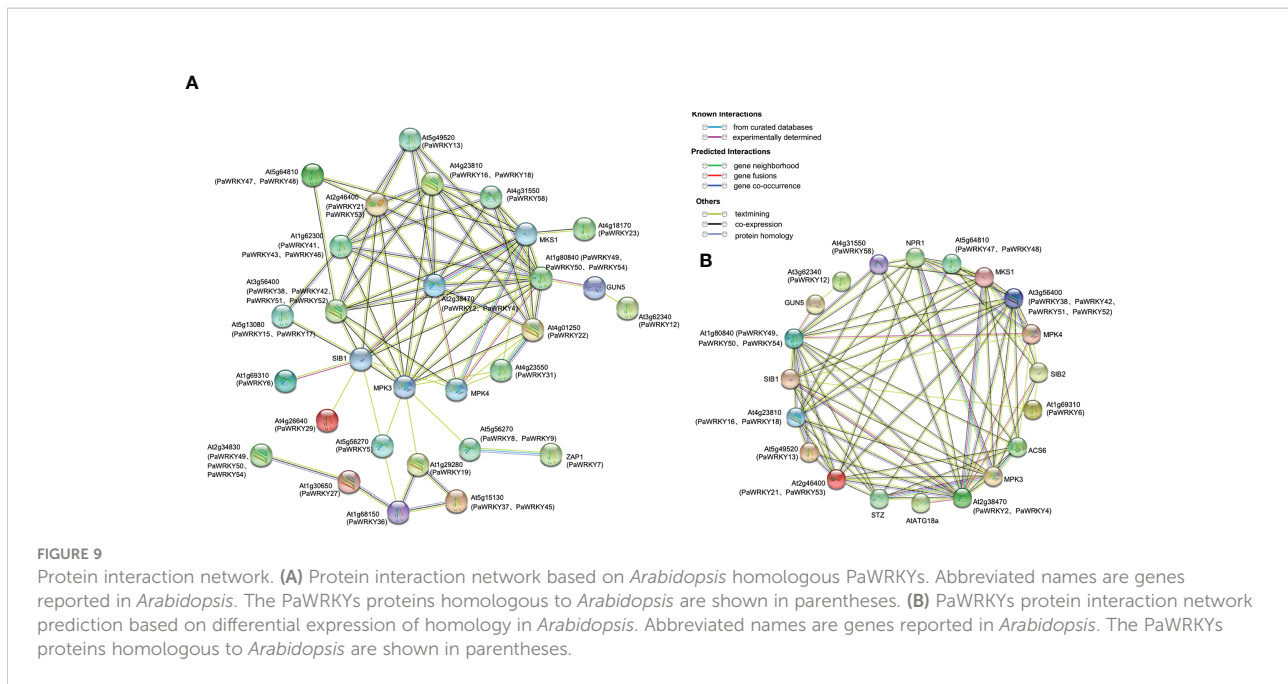 A
At5g49520
(PaWRKY13)
At5g64810
(PaWRKY47、PaWRKY48)
At4g23810
(PaWRKY16、PaWRKY18)
At2g46400
(PaWRKY21、
PaWRKY53)
At4g31550
(PaWRKY58)
At1g62300
(PaWRKY41、
PaWRKY43、PaWRKY46)
MKS1
At4g18170
(PaWRKY23)
At1g80840 (PaWRKY49、
PaWRKY50、PaWRKY54)
At3g56400
(PaWRKY38、PaWRKY42、
PaWRKY51、PaWRKY52)
At2g38470
(PaWRKY2、PaWRKY4)
GUN5
At3g62340
(PaWRKY12)
At5g13080
(PaWRKY15、PaWRKY17)
At4g01250
(PaWRKY22)
SIB1
At4g23550
(PaWRKY31)
At1g69310
(PaWRKY6)
MPK3
MPK4
At4g26640
(PaWRKY29)
At5g56270
(PaWRKY5)
At5g56270
(PaWRKY8、PaWRKY9)
ZAP1
(PaWRKY7)
At2g34830
(PaWRKY49、
PaWRKY50、
PaWRKY54)
At1g29280
(PaWRKY19)
At1g30650
(PaWRKY27)
At5g15130
(PaWRKY37、PaWRKY45)
At1g68150
(PaWRKY36)
Known Interactions
from curated databases
experimentally determined
Predicted Interactions
gene neighborhood
gene fusions
gene co-occurrence
Others
textmining
co-expression
protein homology
B
At4g31550
(PaWRKY58)
NPR1
At5g64810
(PaWRKY47、PaWRKY48)
At3g62340
(PaWRKY12)
MKS1
At3g56400
(PaWRKY38、PaWRKY42、
PaWRKY51、PaWRKY52)
GUN5
At1g80840 (PaWRKY49、
PaWRKY50、PaWRKY54)
MPK4
SIB1
SIB2
At4g23810
(PaWRKY16、PaWRKY18)
At1g69310
(PaWRKY6)
At5g49520
(PaWRKY13)
ACS6
At2g46400
(PaWRKY21、PaWRKY53)
MPK3
STZ
AtATG18a
At2g38470
(PaWRKY2、PaWRKY4)
FIGURE 9
Protein interaction network. (A) Protein interaction network based on Arabidopsis homologous PaWRKYs. Abbreviated names are genes
reported in Arabidopsis. The PaWRKYs proteins homologous to Arabidopsis are shown in parentheses. (B) PaWRKYs protein interaction network
prediction based on differential expression of homology in Arabidopsis. Abbreviated names are genes reported in Arabidopsis. The PaWRKYs
proteins homologous to Arabidopsis are shown in parentheses.